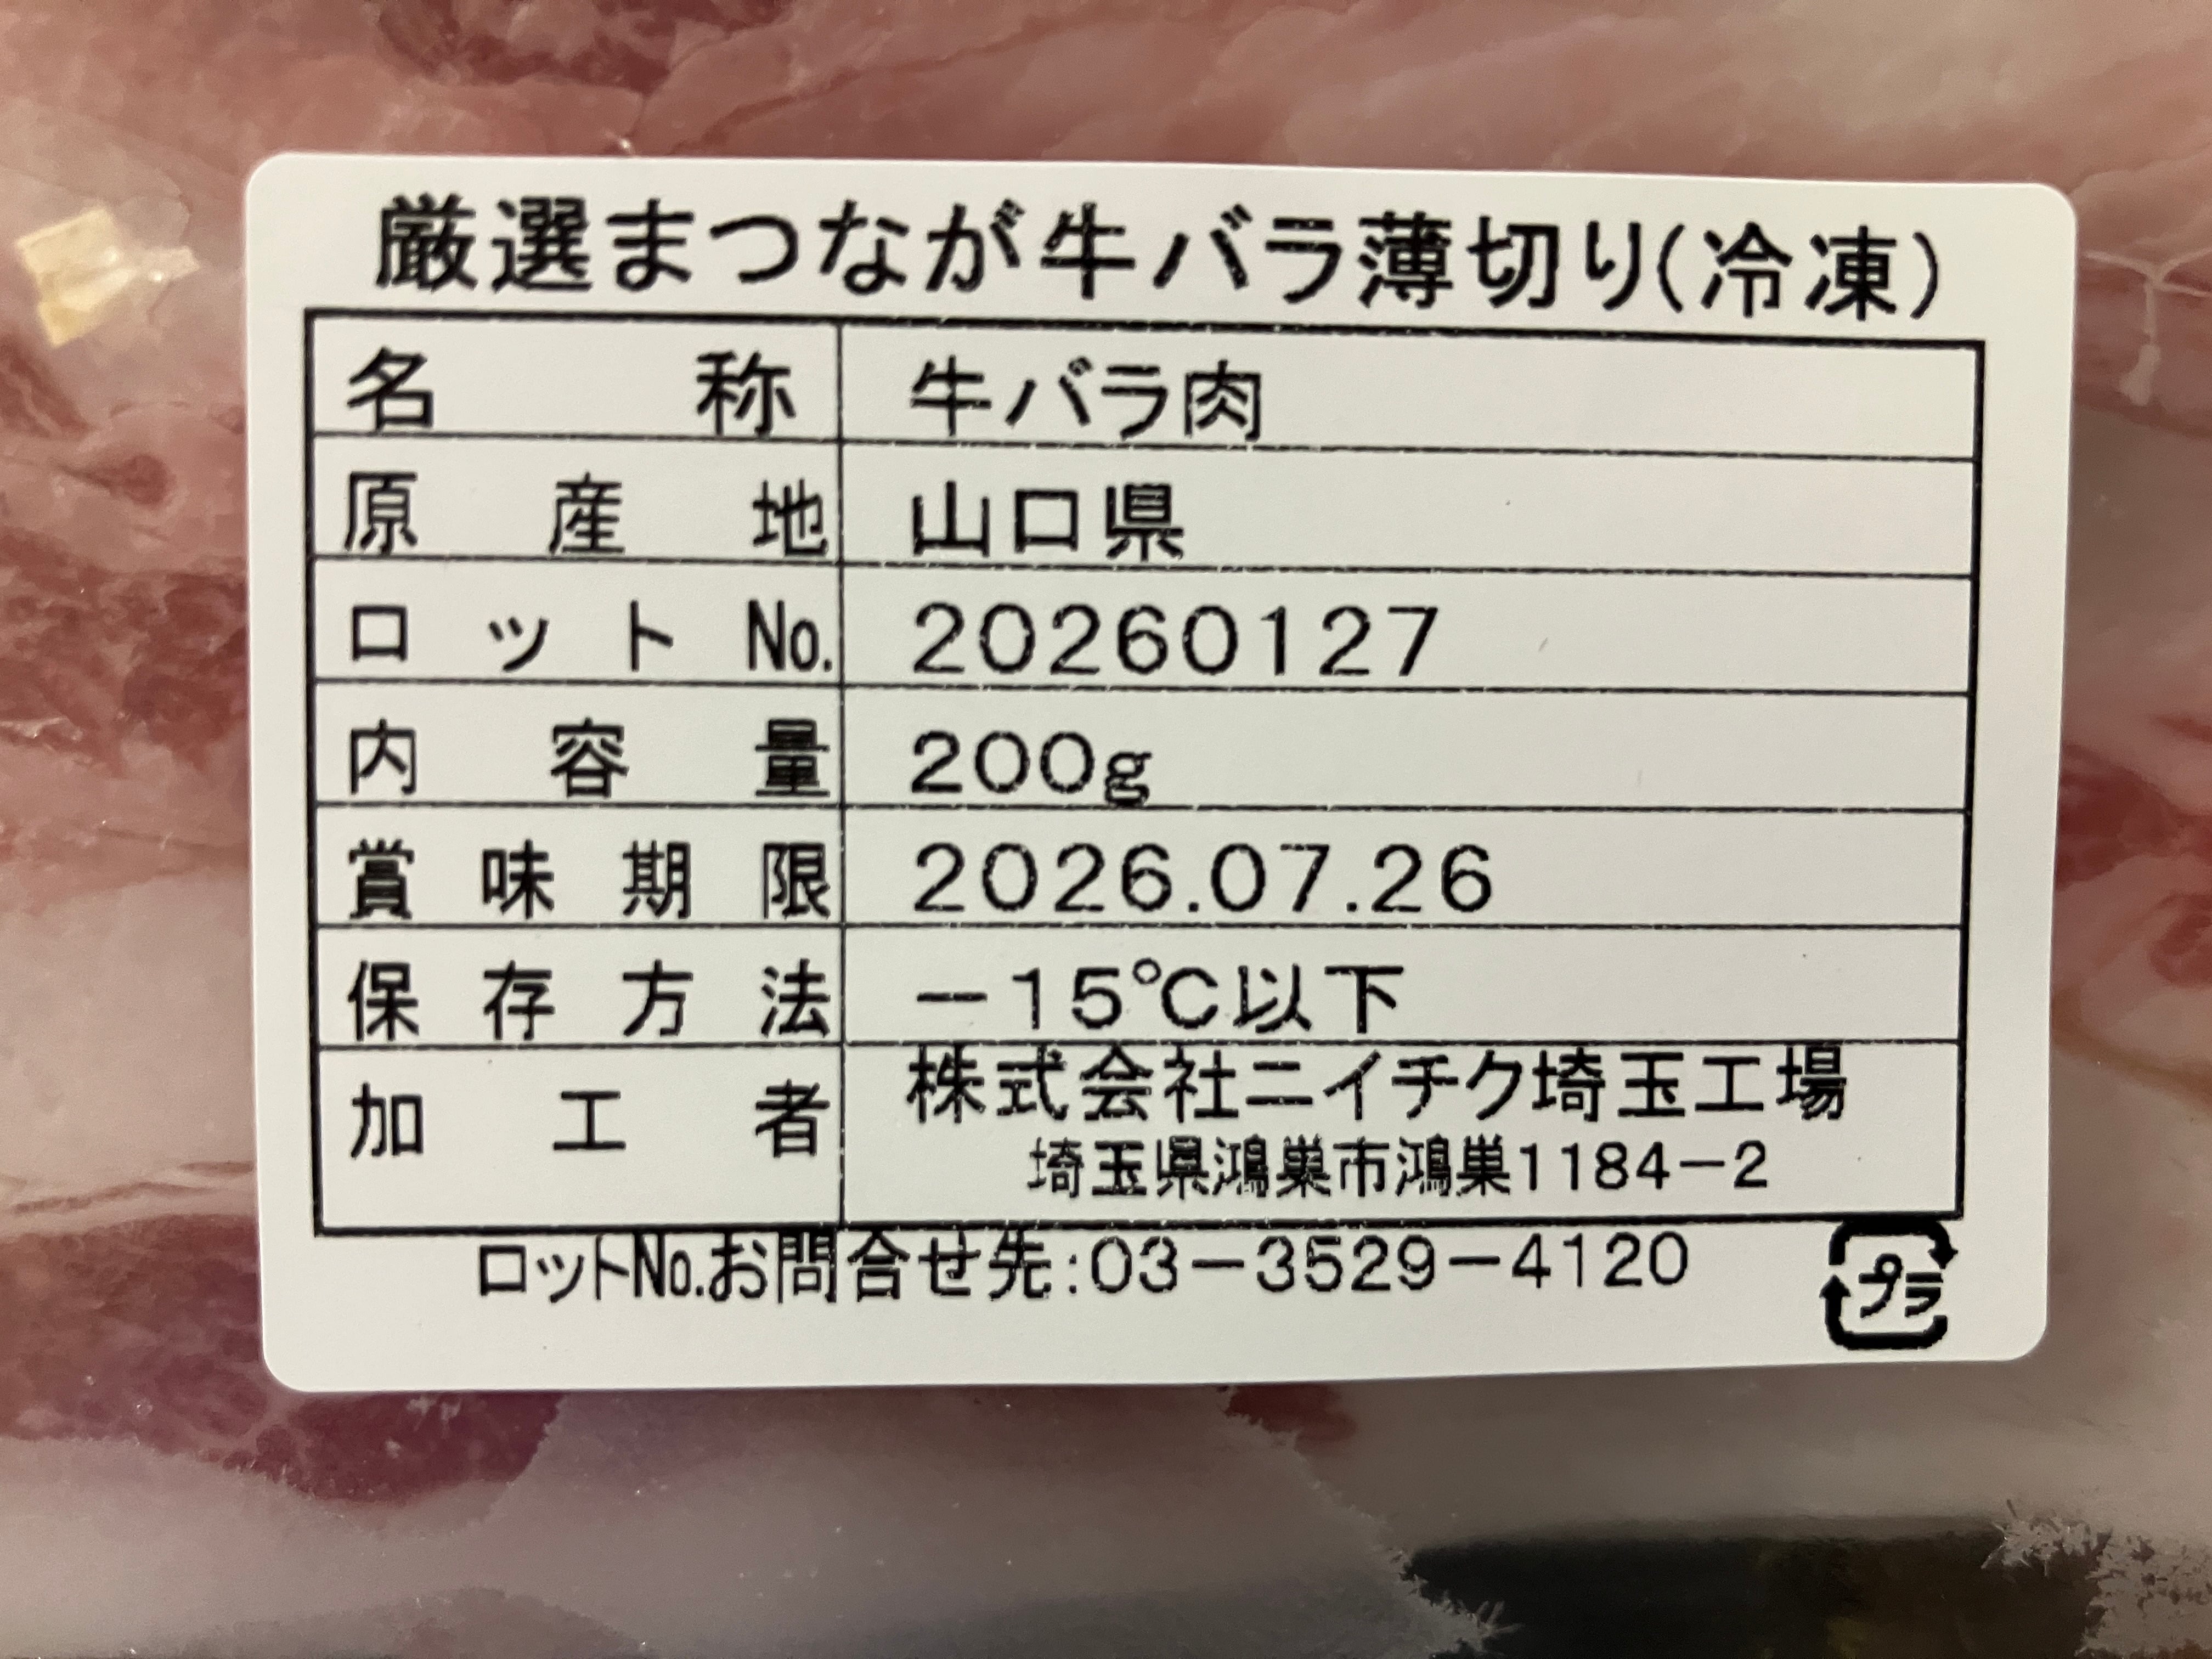 厳選まつなが牛バラ薄切り(冷凍)
名称 牛バラ肉
原産地 山口県
ロットNo. 20260127
内容量 200g
賞味期限 2026.07.26
保存方法 −15℃以下
加工者 株式会社ニイチク埼玉工場
埼玉県鴻巣市鴻巣1184−2
ロットNo.お問合せ先:03−3529−4120
プラ